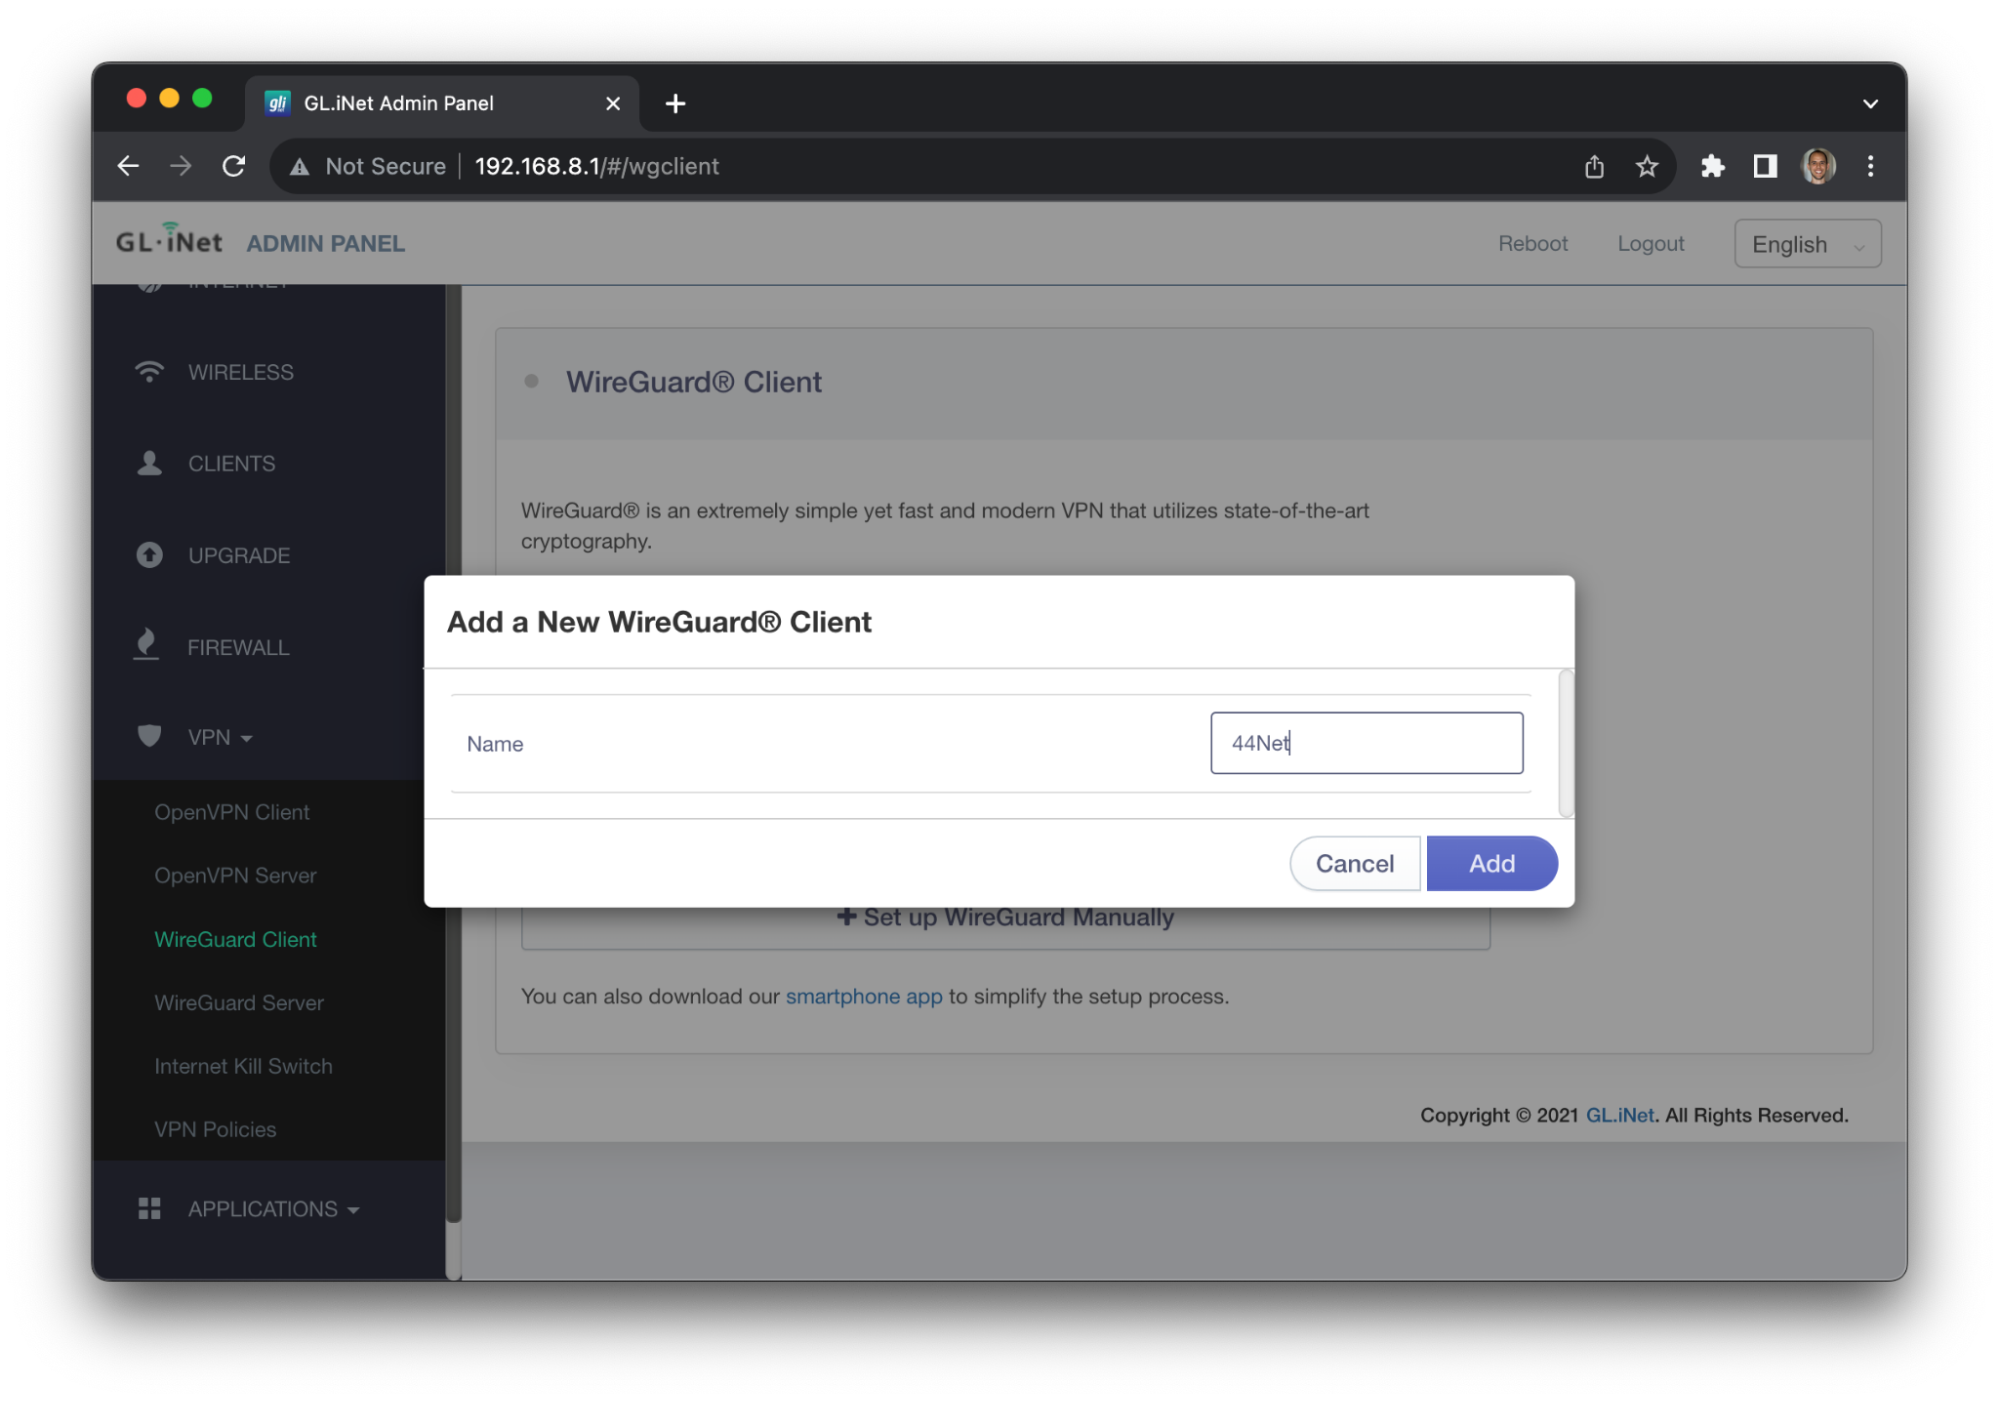 gli GL.iNet Admin Panel
Not Secure 192.168.8.1/#/wgclient
GL·iNet ADMIN PANEL Reboot Logout English
INTERNET
WIRELESS
CLIENTS
UPGRADE
FIREWALL
VPN
OpenVPN Client
OpenVPN Server
WireGuard Client
WireGuard Server
Internet Kill Switch
VPN Policies
APPLICATIONS
WireGuard® Client
WireGuard® is an extremely simple yet fast and modern VPN that utilizes state-of-the-art
cryptography.
Add a New WireGuard® Client
Name 44Net
Cancel Add
+ Set up WireGuard Manually
You can also download our smartphone app to simplify the setup process.
Copyright © 2021 GL.iNet. All Rights Reserved.